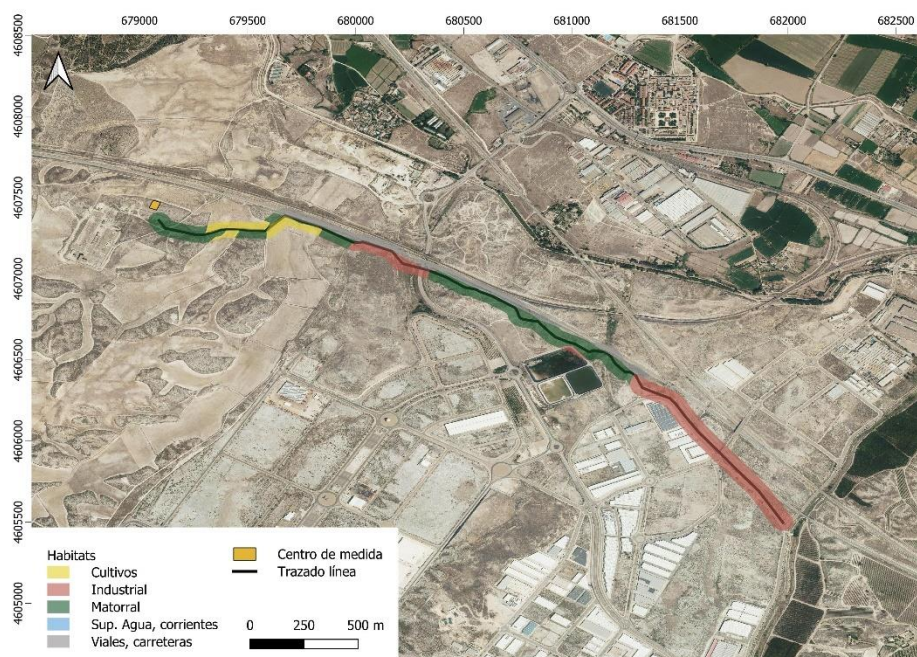 679000 679500 680000 680500 681000 681500 682000 682500
4608500
4608000
4607500
4607000
4606500
4606000
4605500
4605000
Habitats
Cultivos
Industrial
Matorral
Sup. Agua, corrientes
Viales, carreteras
Centro de medida
Trazado línea
0 250 500 m